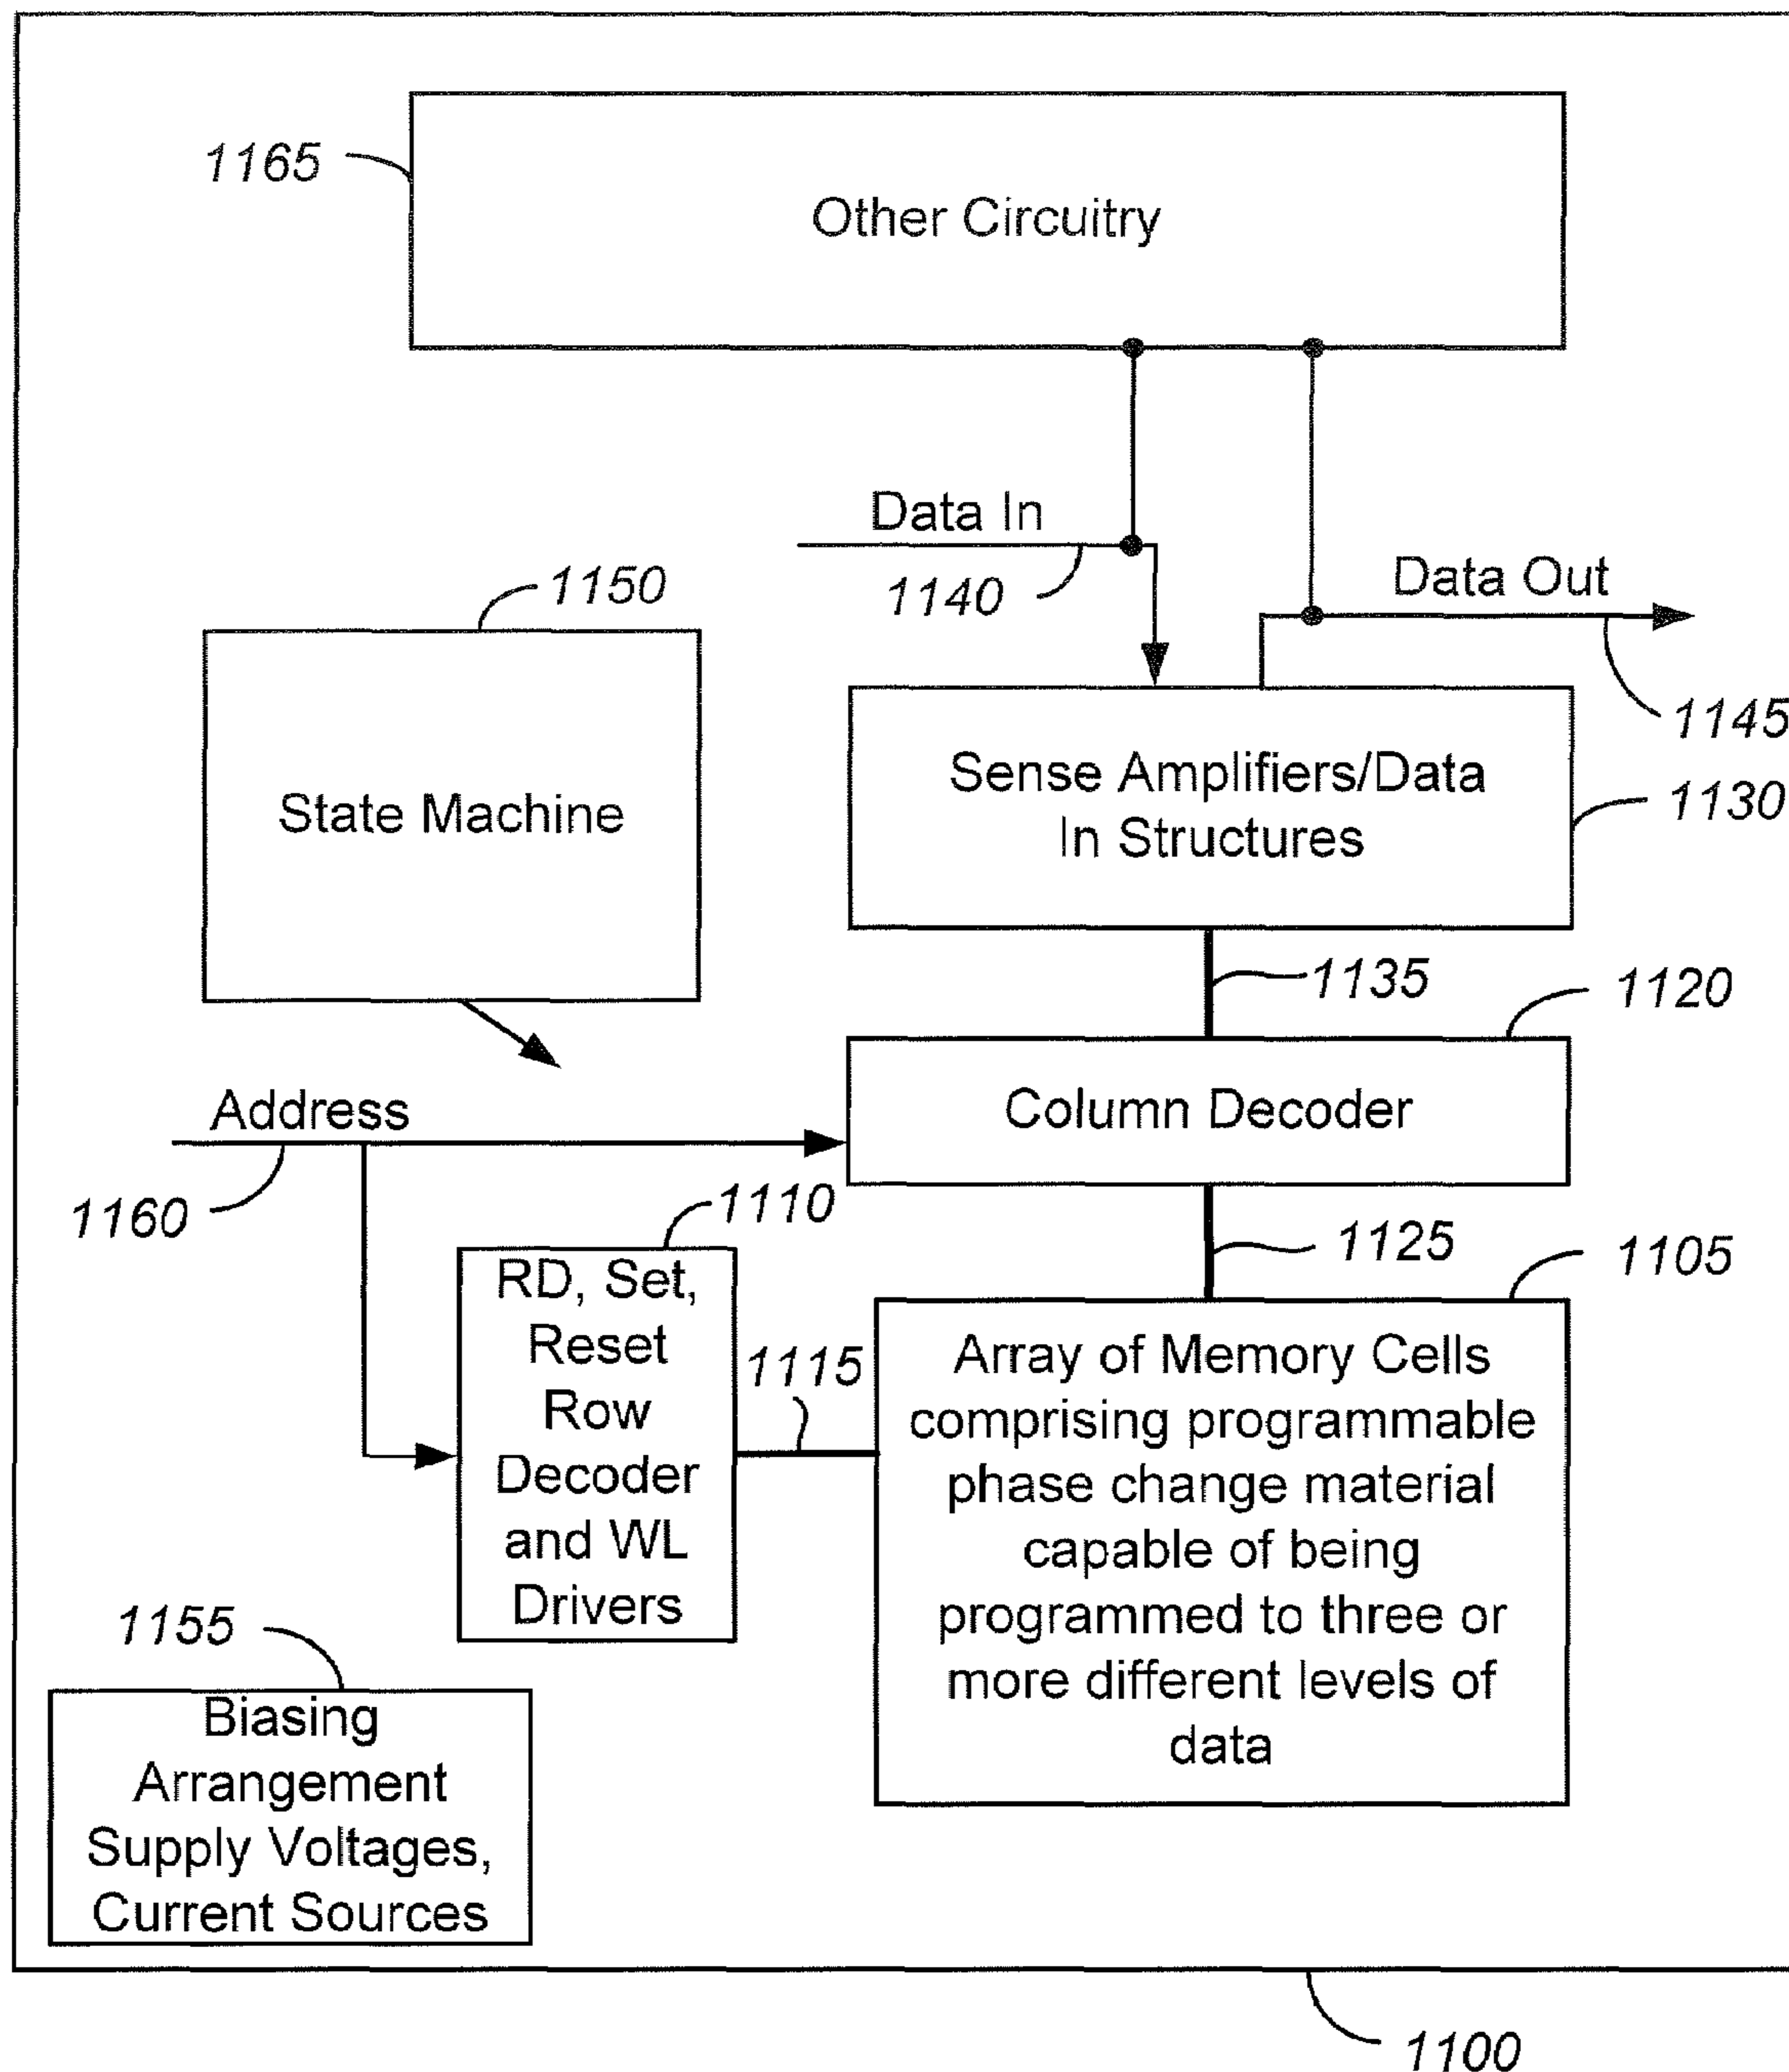 1165
Other Circuitry
Data In
1140
Data Out
1145
1150
State Machine
Sense Amplifiers/Data
In Structures
1130
1135
1120
Column Decoder
Address
1160
1110
RD, Set,
Reset
Row
Decoder
and WL
Drivers
1115
1125
1105
Array of Memory Cells
comprising programmable
phase change material
capable of being
programmed to three or
more different levels of
data
1155
Biasing
Arrangement
Supply Voltages,
Current Sources
1100